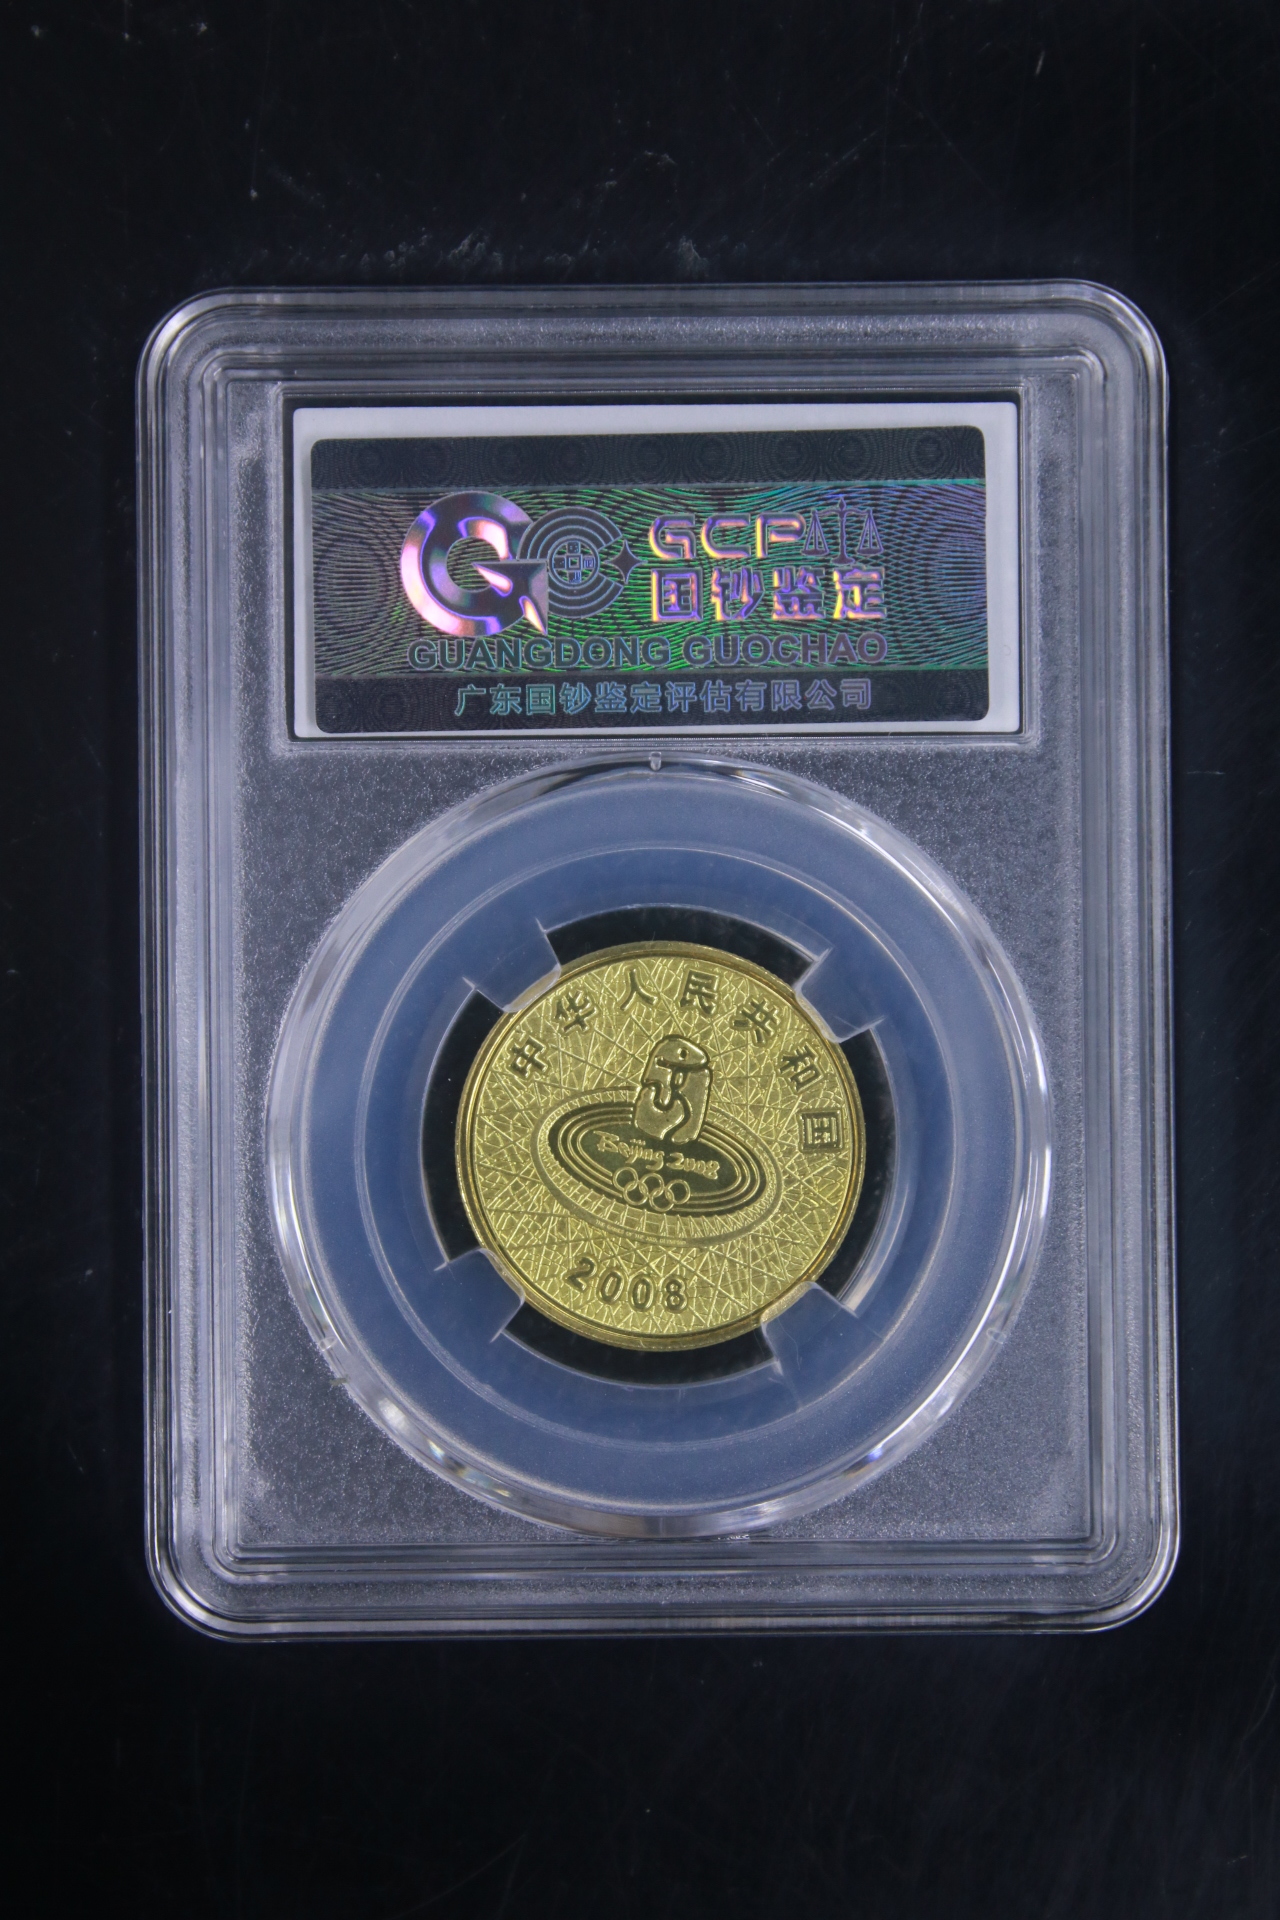 GCP
国钞鉴定
GUANGDONG GUOCHAO
广东国钞鉴定评估有限公司
中华人民共和国
Beijing 2008
2008